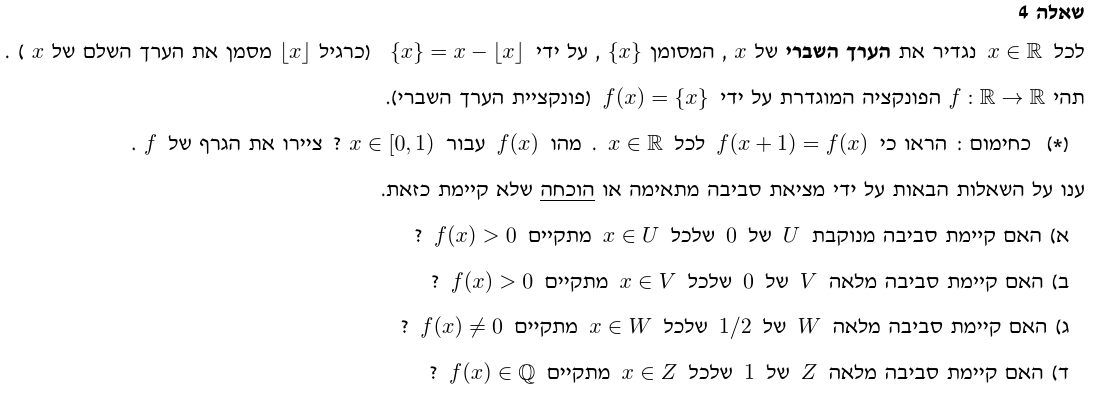 שאלה 4
לכל x ∈ ℝ נגדיר את הערך השברי של x , המסומן {x} , על ידי {x} = x − ⌊x⌋ (כרגיל ⌊x⌋ מסמן את הערך השלם של x ) .
תהי f : ℝ → ℝ הפונקציה המוגדרת על ידי f(x) = {x} (פונקציית הערך השברי).
(*) כחימום : הראו כי f(x + 1) = f(x) לכל x ∈ ℝ . מהו f(x) עבור x ∈ [0, 1) ? ציירו את הגרף של f .
ענו על השאלות הבאות על ידי מציאת סביבה מתאימה או הוכחה שלא קיימת כזאת.
א) האם קיימת סביבה מנוקבת U של 0 שלכל x ∈ U מתקיים f(x) > 0 ?
ב) האם קיימת סביבה מלאה V של 0 שלכל x ∈ V מתקיים f(x) > 0 ?
ג) האם קיימת סביבה מלאה W של 1/2 שלכל x ∈ W מתקיים f(x) ≠ 0 ?
ד) האם קיימת סביבה מלאה Z של 1 שלכל x ∈ Z מתקיים f(x) ∈ ℚ ?